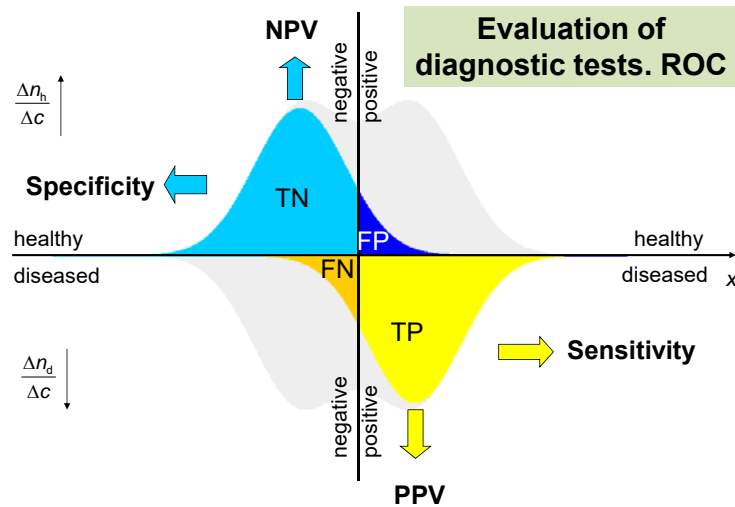 NPV
negative
positive
Evaluation of
diagnostic tests. ROC
Δnh
Δc
Specificity
TN
healthy
FP
healthy
diseased
FN
diseased
x
TP
Sensitivity
Δnd
Δc
negative
positive
PPV